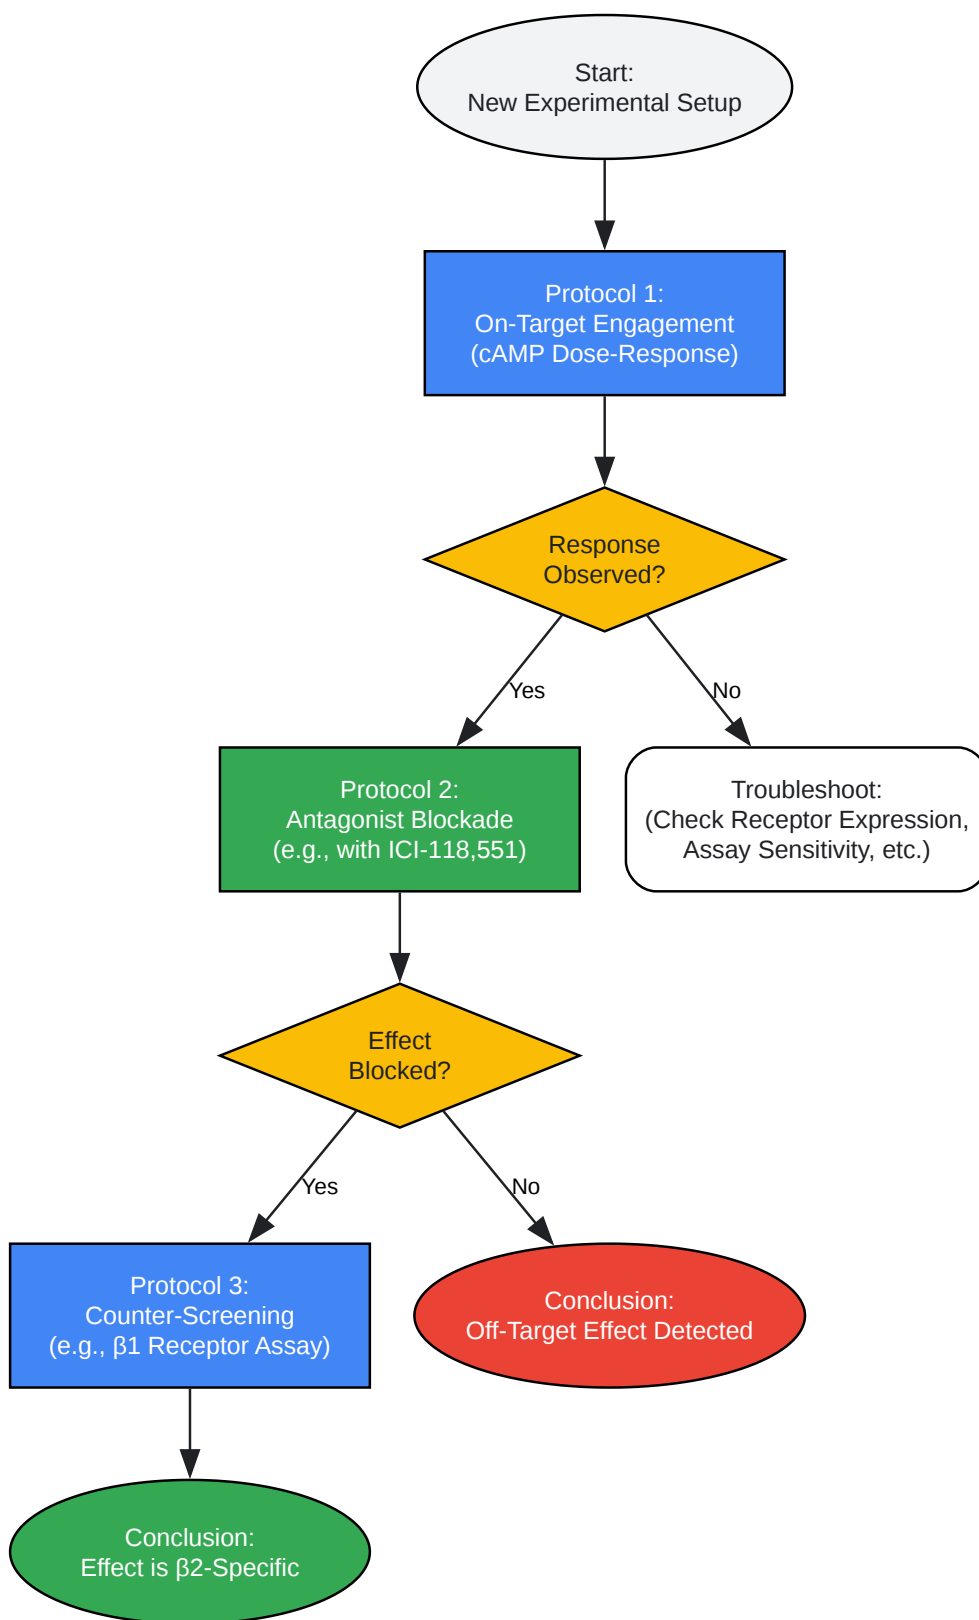 Start:
New Experimental Setup
Protocol 1:
On-Target Engagement
(cAMP Dose-Response)
Response
Observed?
Yes
No
Protocol 2:
Antagonist Blockade
(e.g., with ICI-118,551)
Troubleshoot:
(Check Receptor Expression,
Assay Sensitivity, etc.)
Effect
Blocked?
Yes
No
Protocol 3:
Counter-Screening
(e.g., β1 Receptor Assay)
Conclusion:
Off-Target Effect Detected
Conclusion:
Effect is β2-Specific